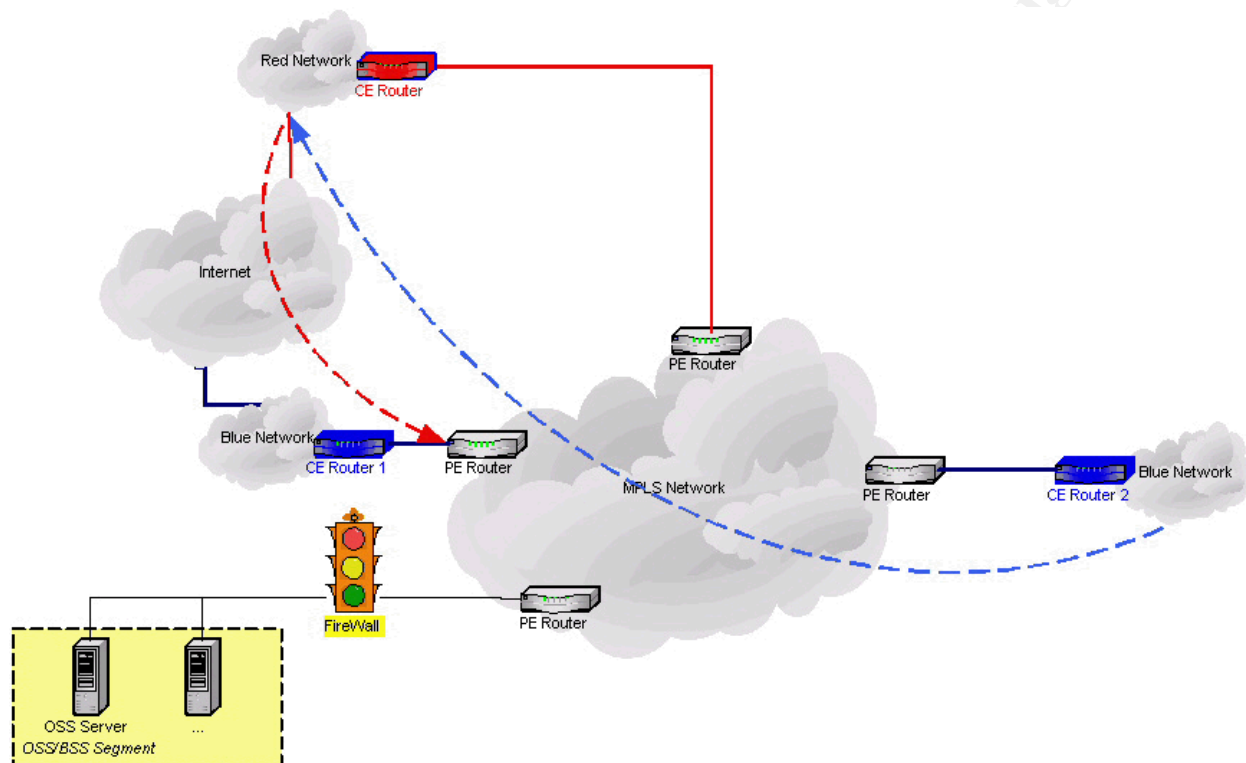 Red Network
CE Router
Internet
PE Router
Blue Network
CE Router 1
PE Router
MPLS Network
PE Router
CE Router 2
Blue Network
FireWall
PE Router
OSS Server
...
OSS/BSS Segment